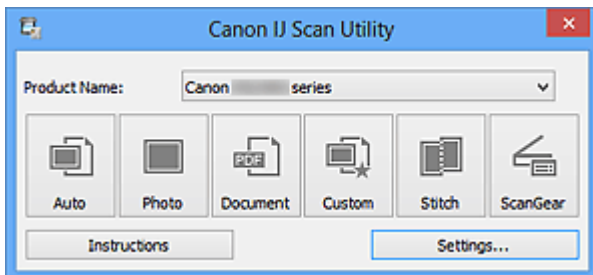 Canon IJ Scan Utility
Product Name: Canon series
PDF
Auto Photo Document Custom Stitch ScanGear
Instructions Settings...